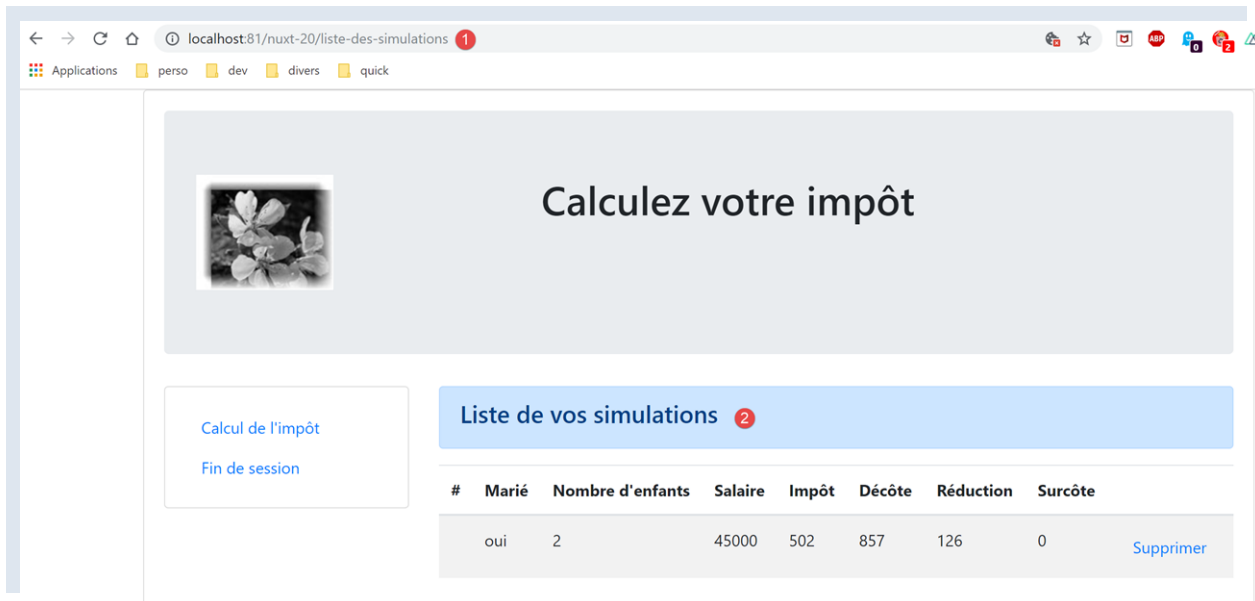 localhost:81/nuxt-20/liste-des-simulations 1
ABP 0 2
Applications perso dev divers quick
Calculez votre impôt
Calcul de l'impôt
Fin de session
Liste de vos simulations 2
# Marié Nombre d'enfants Salaire Impôt Décôte Réduction Surcôte
oui 2 45000 502 857 126 0 Supprimer